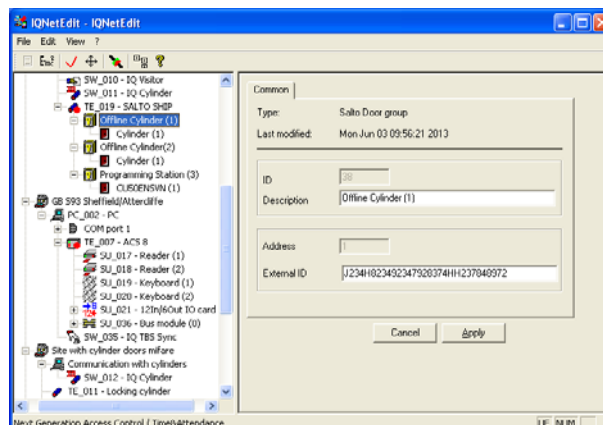 IQNetEdit - IQNetEdit
File Edit View ?
SW_010 - IQ Visitor
SW_011 - IQ Cylinder
TE_019 - SALTO SHIP
Offline Cylinder (1)
Cylinder (1)
Offline Cylinder(2)
Cylinder (1)
Programming Station (3)
CU50ENSVN (1)
GB S93 Sheffield/Attercliffe
PC_002 - PC
COM port 1
TE_007 - ACS 8
SU_017 - Reader (1)
SU_018 - Reader (2)
SU_019 - Keyboard (1)
SU_020 - Keyboard (2)
SU_021 - 12In/6Out IO card
SU_036 - Bus module (0)
SW_035 - IQ TBS Sync
Site with cylinder doors mifare
Communication with cylinders
SW_012 - IQ Cylinder
TE_011 - Locking cylinder
Common
Type: Salto Door group
Last modified: Mon Jun 03 09:56:21 2013
ID 38
Description Offline Cylinder (1)
Address 1
External ID J234H823492347928374HH237848972
Cancel Apply
Next Generation Access Control / Time&Attendance
NUM